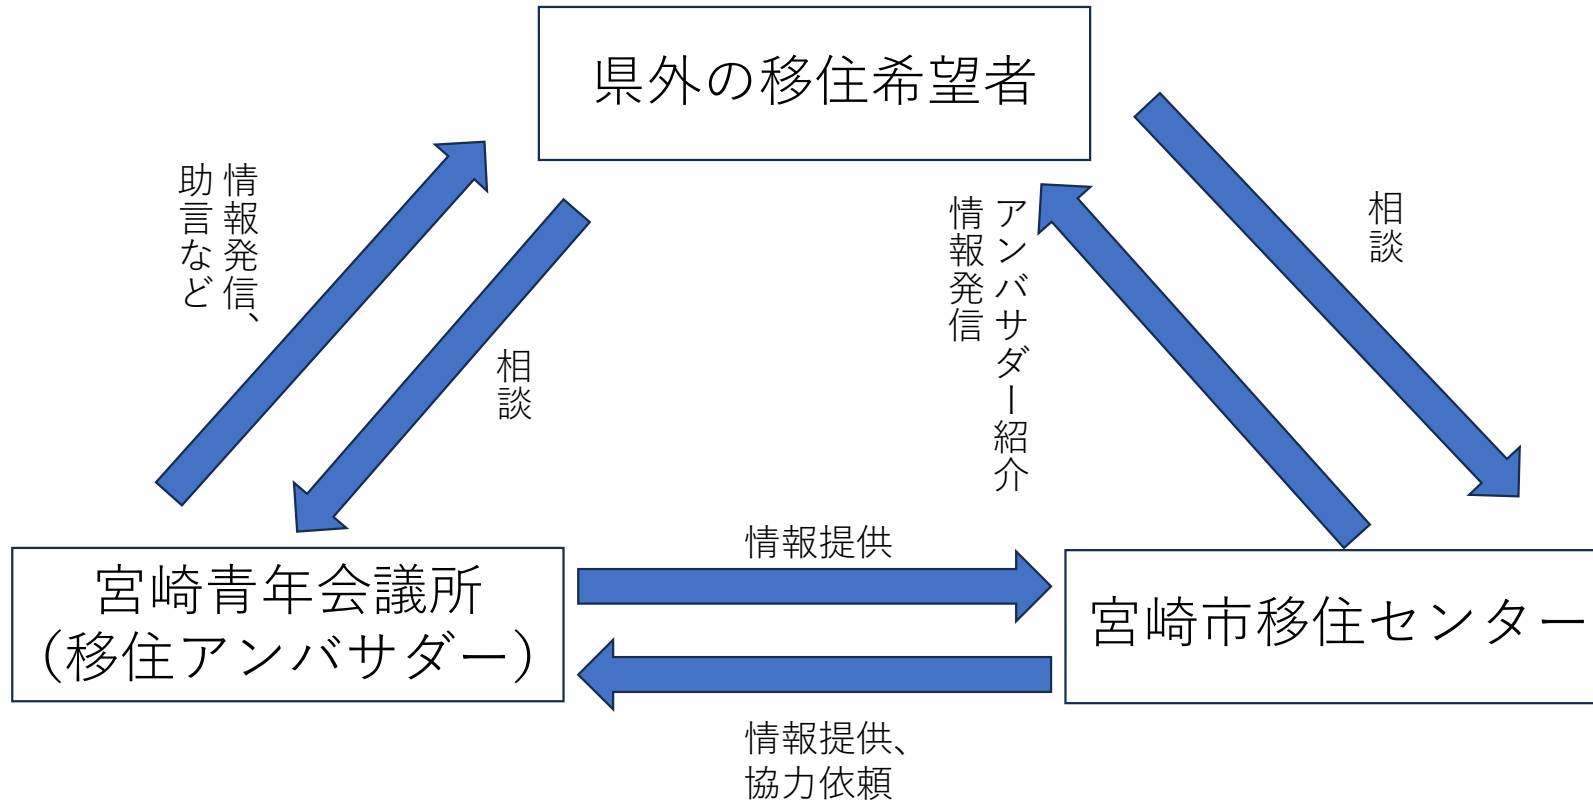 県外の移住希望者
情報発信、
助言など
相談
アンバサダー紹介
情報発信
相談
情報提供
宮崎青年会議所
（移住アンバサダー）
宮崎市移住センター
情報提供、
協力依頼